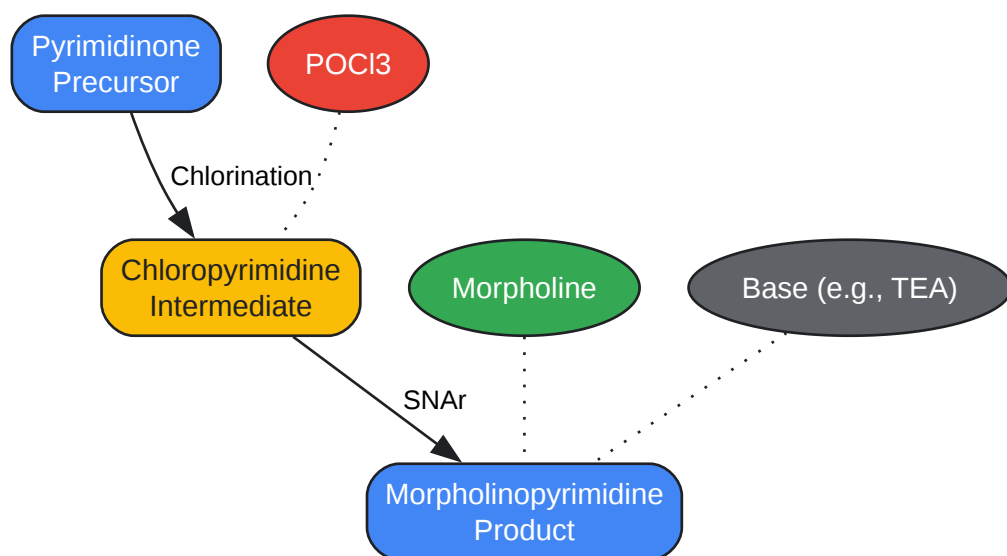 Pyrimidinone
Precursor
POCl3
Chlorination
Chloropyrimidine
Intermediate
Morpholine
Base (e.g., TEA)
SNAr
Morpholinopyrimidine
Product